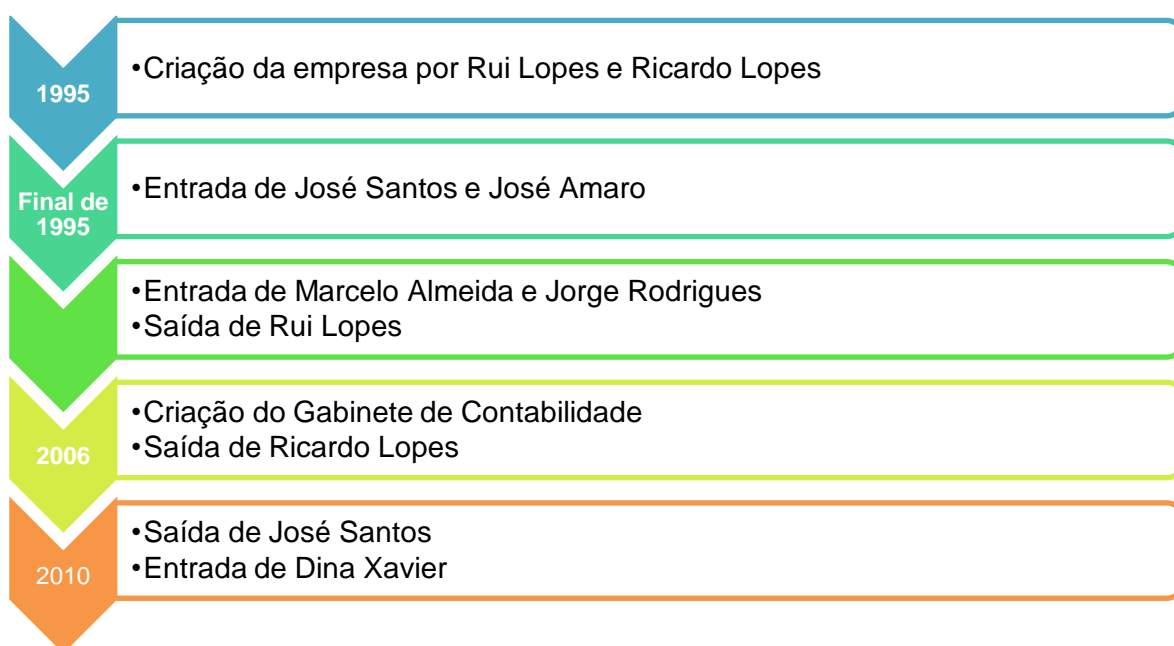 1995
•Criação da empresa por Rui Lopes e Ricardo Lopes
Final de
1995
•Entrada de José Santos e José Amaro
•Entrada de Marcelo Almeida e Jorge Rodrigues
•Saída de Rui Lopes
2006
•Criação do Gabinete de Contabilidade
•Saída de Ricardo Lopes
2010
•Saída de José Santos
•Entrada de Dina Xavier